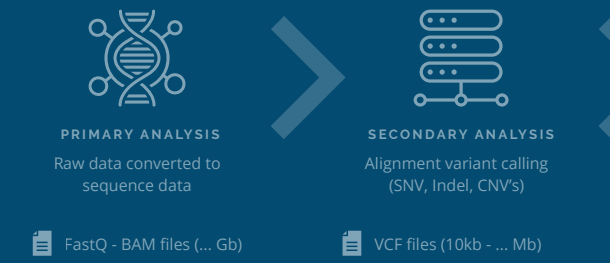 PRIMARY ANALYSIS
Raw data converted to
sequence data
FastQ - BAM files (... Gb)
SECONDARY ANALYSIS
Alignment variant calling
(SNV, Indel, CNV's)
VCF files (10kb - ... Mb)